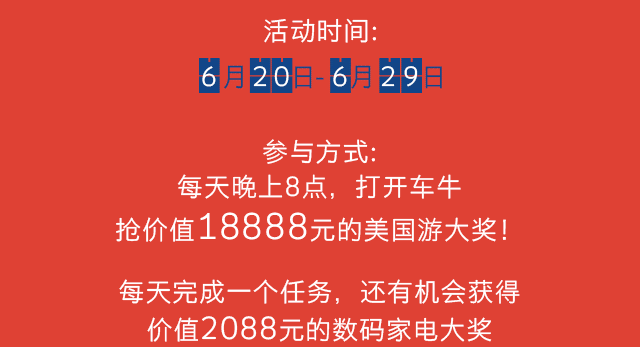 活动时间:
6月20日-6月29日
参与方式:
每天晚上8点，打开车牛
抢价值18888元的美国游大奖！
每天完成一个任务，还有机会获得
价值2088元的数码家电大奖